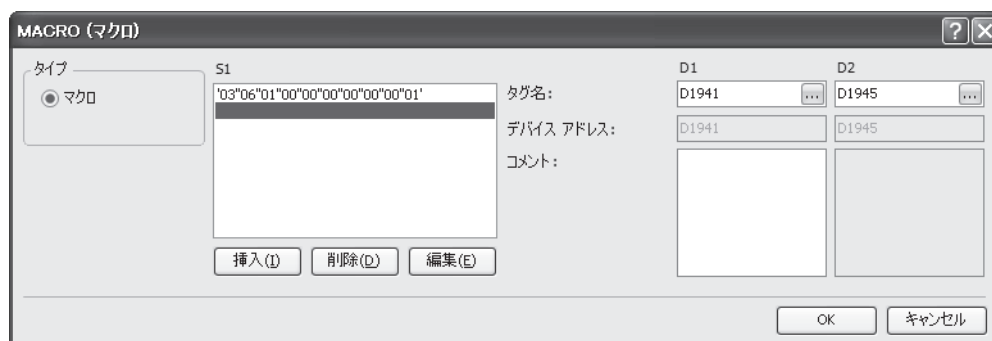 MACRO (マクロ)
タイプ
マクロ
S1
'03''06''01''00''00''00''00''00''00''01'
挿入(I)
削除(D)
編集(E)
D1
D2
タグ名:
D1941
...
D1945
...
デバイス アドレス:
D1941
D1945
コメント:
OK
キャンセル